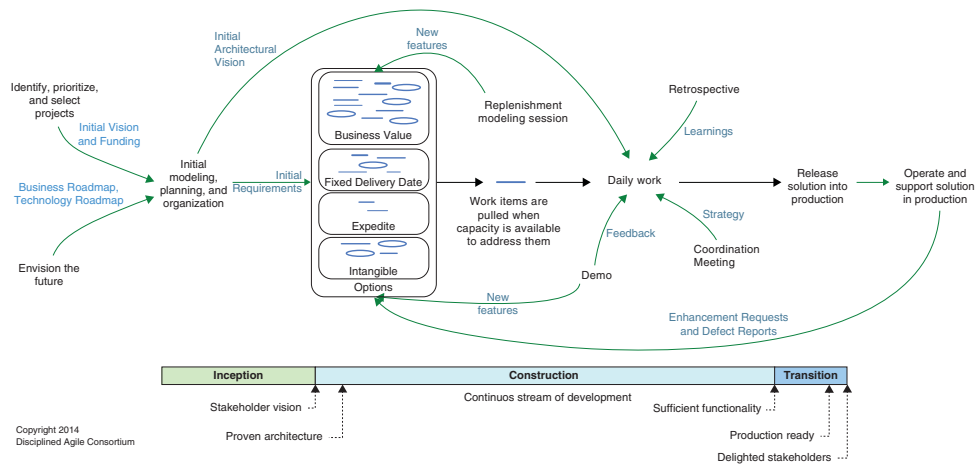 Identify, prioritize,
and select
projects
Initial Vision
and Funding
Business Roadmap,
Technology Roadmap
Envision the
future
Initial
modeling,
planning, and
organization
Initial
Architectural
Vision
Initial
Requirements
Business Value
Fixed Delivery Date
Expedite
Intangible
Options
New
features
Replenishment
modeling session
Work items are
pulled when
capacity is available
to address them
New
features
Demo
Feedback
Daily work
Retrospective
Learnings
Strategy
Coordination
Meeting
Release
solution into
production
Operate and
support solution
in production
Enhancement Requests
and Defect Reports
Inception
Construction
Transition
Continuos stream of development
Stakeholder vision
Proven architecture
Sufficient functionality
Production ready
Delighted stakeholders
Copyright 2014
Disciplined Agile Consortium